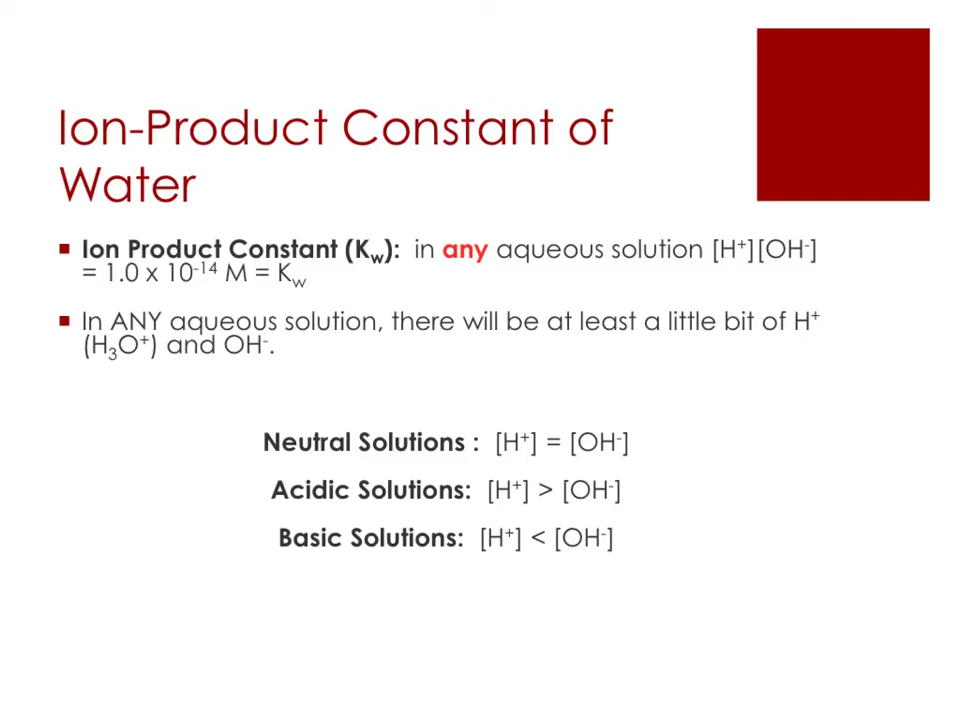 Ion-Product Constant of
Water
▪ Ion Product Constant (Kw): in any aqueous solution [H⁺][OH⁻]
= 1.0 x 10⁻¹⁴ M = Kw
▪ In ANY aqueous solution, there will be at least a little bit of H⁺
(H₃O⁺) and OH⁻.
Neutral Solutions : [H⁺] = [OH⁻]
Acidic Solutions: [H⁺] > [OH⁻]
Basic Solutions: [H⁺] < [OH⁻]